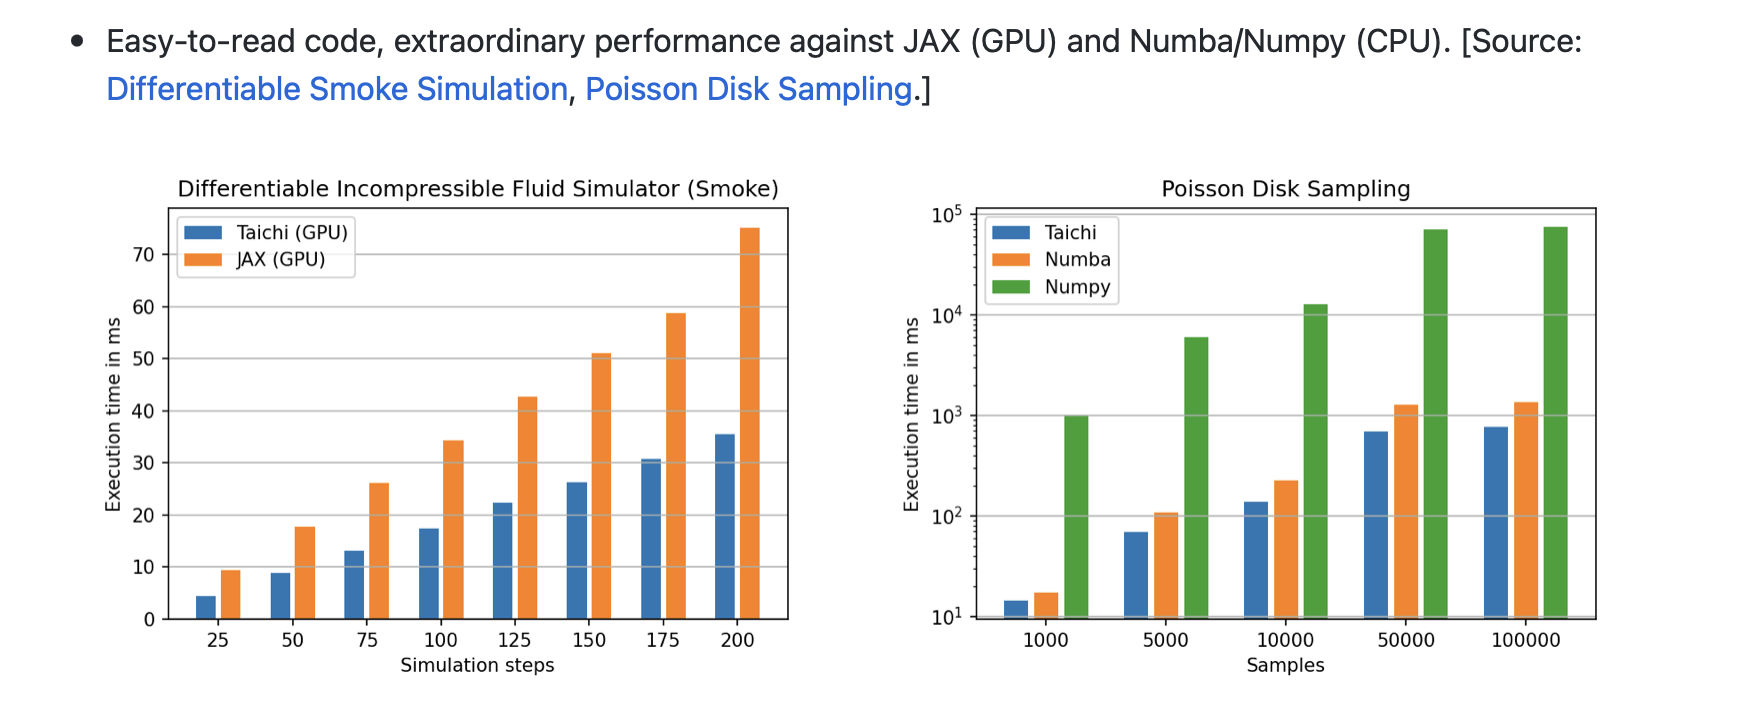 • Easy-to-read code, extraordinary performance against JAX (GPU) and Numba/Numpy (CPU). [Source:
Differentiable Smoke Simulation, Poisson Disk Sampling.]
Differentiable Incompressible Fluid Simulator (Smoke)
Taichi (GPU)
JAX (GPU)
Execution time in ms
70
60
50
40
30
20
10
0
25 50 75 100 125 150 175 200
Simulation steps
Poisson Disk Sampling
Taichi
Numba
Numpy
Execution time in ms
10⁵
10⁴
10³
10²
10¹
1000 5000 10000 50000 100000
Samples